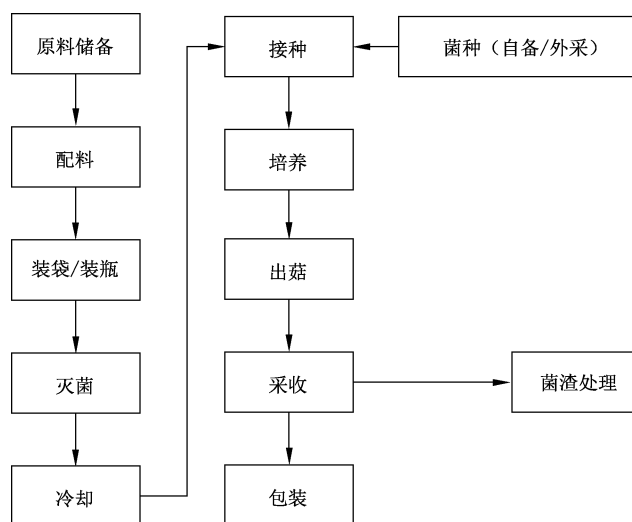 原料储备
配料
装袋/装瓶
灭菌
冷却
接种
菌种（自备/外采）
培养
出菇
采收
菌渣处理
包装